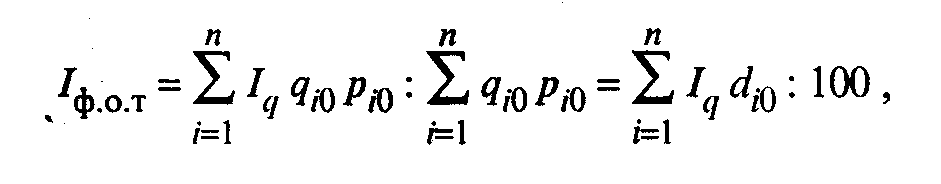 I_ф.о.т = \sum_{i=1}^{n} I_q q_{i0} p_{i0} : \sum_{i=1}^{n} q_{i0} p_{i0} = \sum_{i=1}^{n} I_q d_{i0} : 100 ,